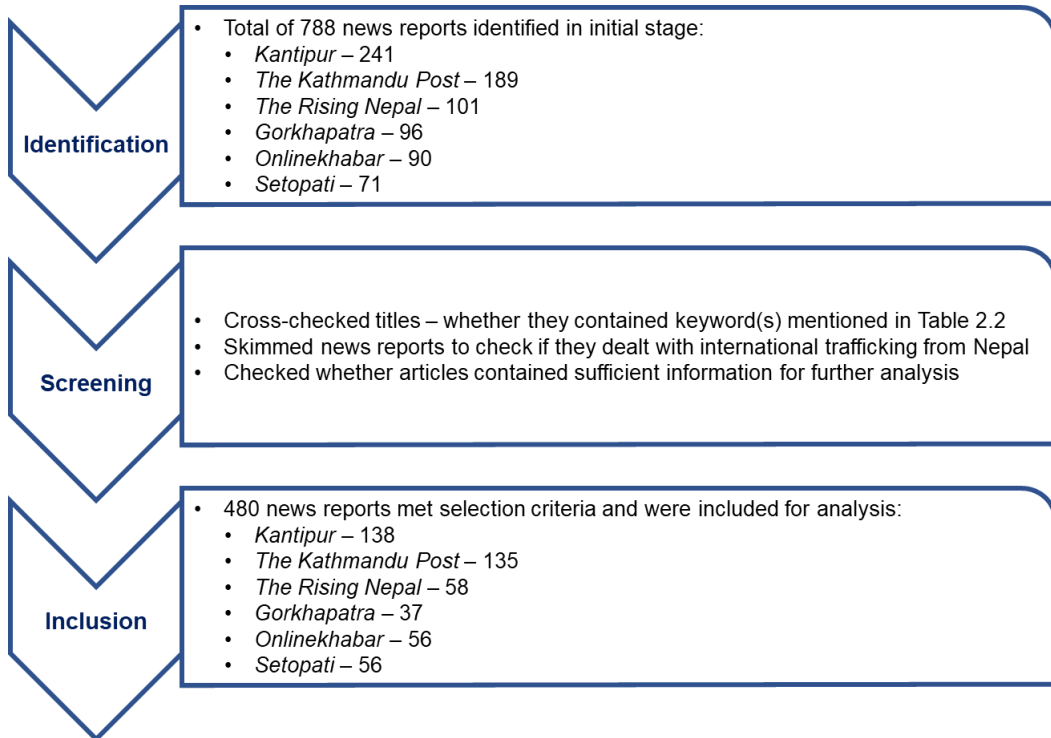 Identification
• Total of 788 news reports identified in initial stage:
• Kantipur – 241
• The Kathmandu Post – 189
• The Rising Nepal – 101
• Gorkhapatra – 96
• Onlinekhabar – 90
• Setopati – 71
Screening
• Cross-checked titles – whether they contained keyword(s) mentioned in Table 2.2
• Skimmed news reports to check if they dealt with international trafficking from Nepal
• Checked whether articles contained sufficient information for further analysis
Inclusion
• 480 news reports met selection criteria and were included for analysis:
• Kantipur – 138
• The Kathmandu Post – 135
• The Rising Nepal – 58
• Gorkhapatra – 37
• Onlinekhabar – 56
• Setopati – 56